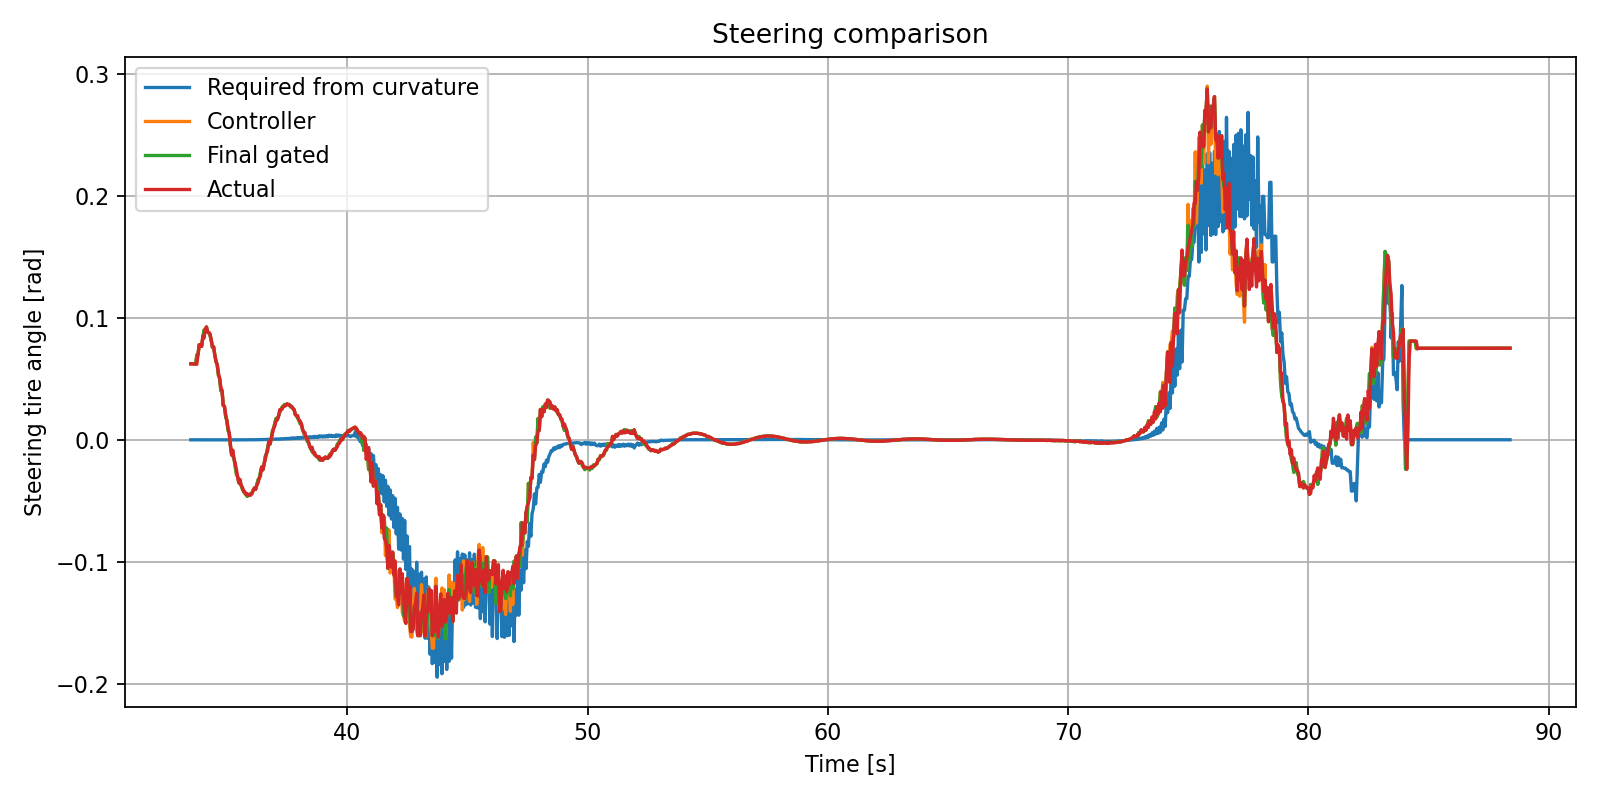 Steering comparison
Required from curvature
Controller
Final gated
Actual
Steering tire angle [rad]
0.3
0.2
0.1
0.0
−0.1
−0.2
40 50 60 70 80 90
Time [s]